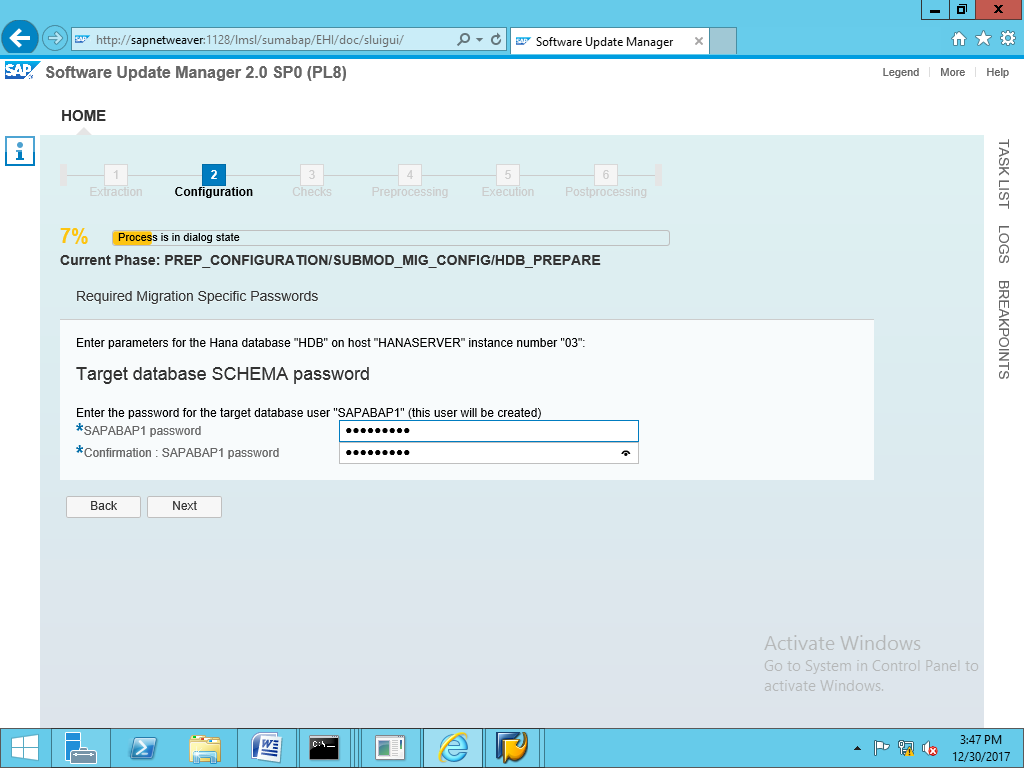 http://sapnetweaver:1128/lmsl/sumabap/EHI/doc/sluigui/
SAP Software Update Manager
SAP Software Update Manager 2.0 SP0 (PL8)
Legend More Help
HOME
1 2 3 4 5 6
Extraction Configuration Checks Preprocessing Execution Postprocessing
7% Process is in dialog state
Current Phase: PREP_CONFIGURATION/SUBMOD_MIG_CONFIG/HDB_PREPARE
Required Migration Specific Passwords
Enter parameters for the Hana database "HDB" on host "HANASERVER" instance number "03":
Target database SCHEMA password
Enter the password for the target database user "SAPABAP1" (this user will be created)
*SAPABAP1 password •••••••••
*Confirmation : SAPABAP1 password •••••••••
Back Next
TASK LIST
LOGS
BREAKPOINTS
Activate Windows
Go to System in Control Panel to
activate Windows.
3:47 PM
12/30/2017